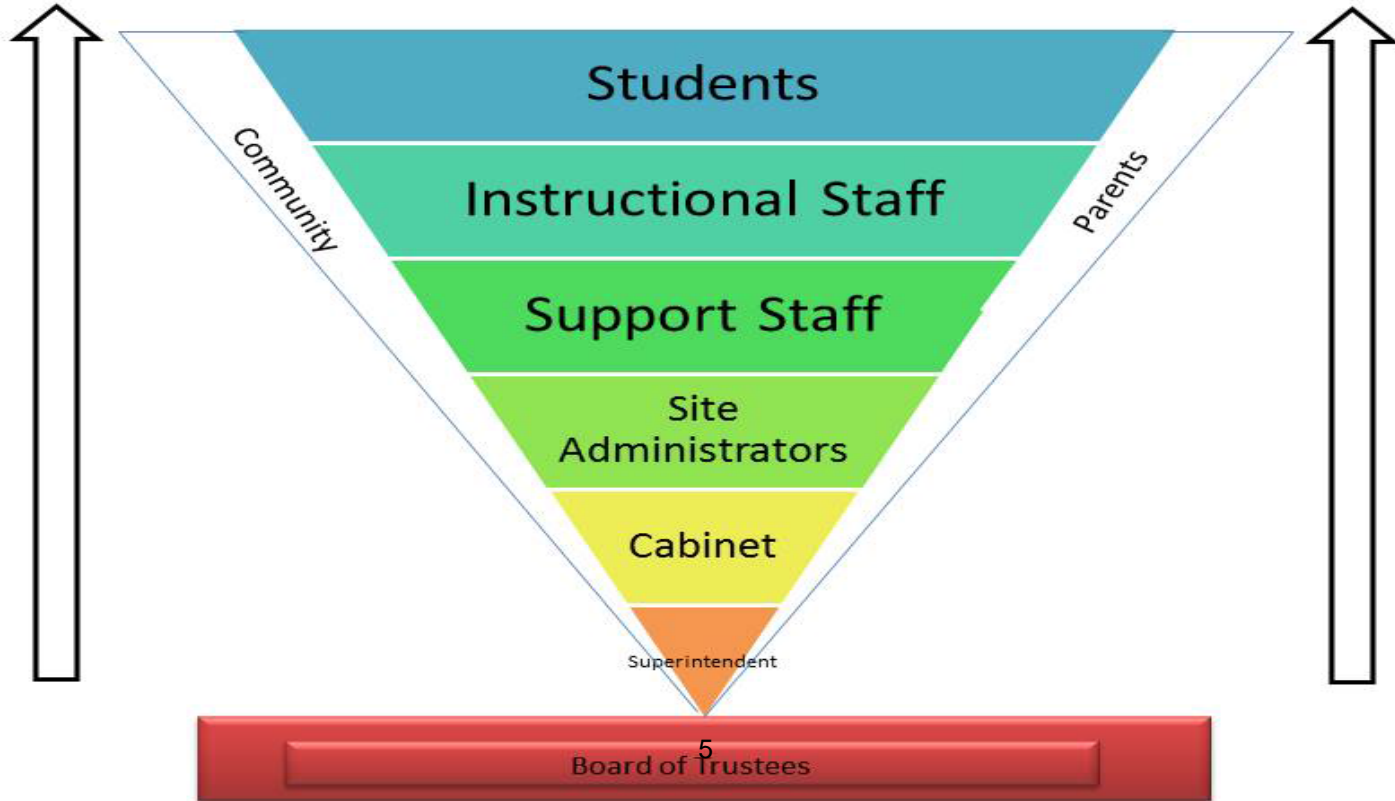 Students
Community
Parents
Instructional Staff
Support Staff
Site
Administrators
Cabinet
Superintendent
5
Board of Trustees